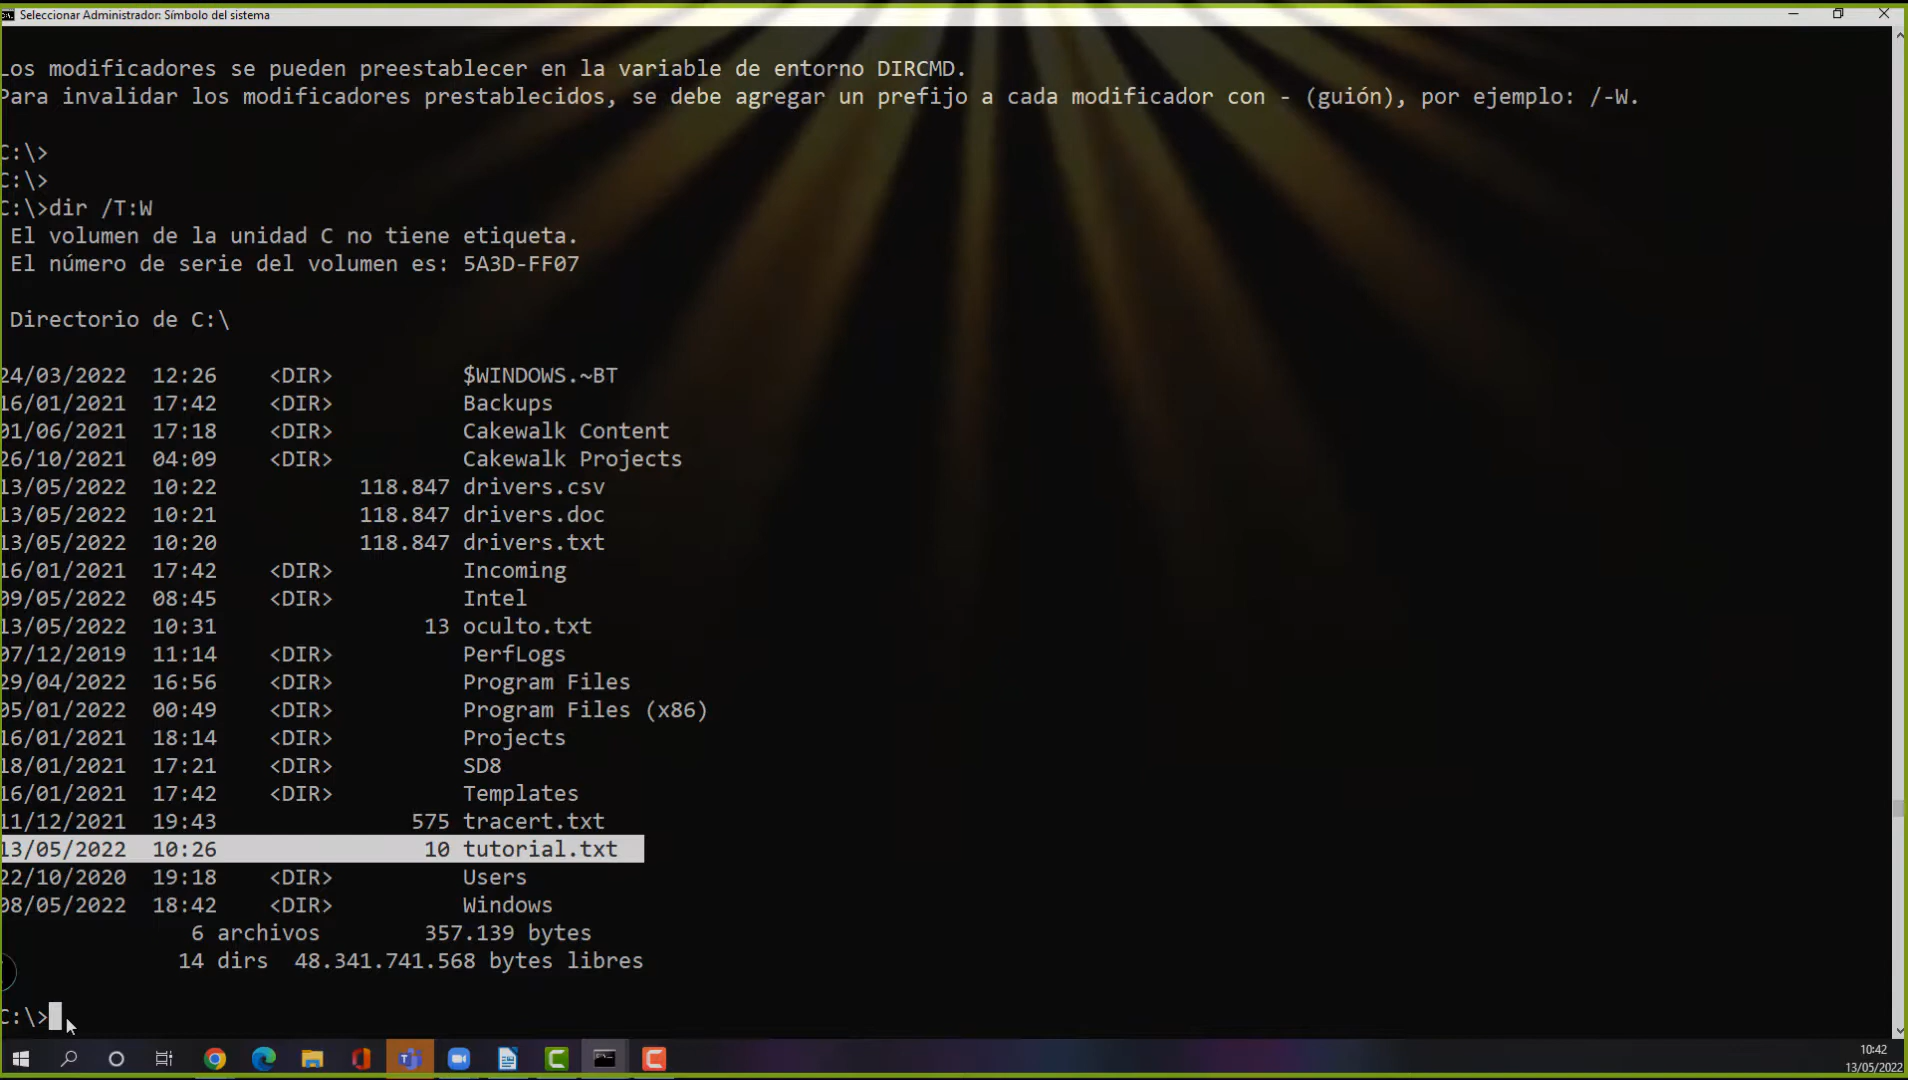 Seleccionar Administrador: Símbolo del sistema
Los modificadores se pueden preestablecer en la variable de entorno DIRCMD.
Para invalidar los modificadores prestablecidos, se debe agregar un prefijo a cada modificador con - (guión), por ejemplo: /-W.
C:\>
C:\>
C:\>dir /T:W
El volumen de la unidad C no tiene etiqueta.
El número de serie del volumen es: 5A3D-FF07
Directorio de C:\
24/03/2022 12:26 <DIR> $WINDOWS.~BT
16/01/2021 17:42 <DIR> Backups
01/06/2021 17:18 <DIR> Cakewalk Content
26/10/2021 04:09 <DIR> Cakewalk Projects
13/05/2022 10:22 118.847 drivers.csv
13/05/2022 10:21 118.847 drivers.doc
13/05/2022 10:20 118.847 drivers.txt
16/01/2021 17:42 <DIR> Incoming
09/05/2022 08:45 <DIR> Intel
13/05/2022 10:31 13 oculto.txt
07/12/2019 11:14 <DIR> PerfLogs
29/04/2022 16:56 <DIR> Program Files
05/01/2022 00:49 <DIR> Program Files (x86)
16/01/2021 18:14 <DIR> Projects
18/01/2021 17:21 <DIR> SD8
16/01/2021 17:42 <DIR> Templates
11/12/2021 19:43 575 tracert.txt
13/05/2022 10:26 10 tutorial.txt
22/10/2020 19:18 <DIR> Users
08/05/2022 18:42 <DIR> Windows
6 archivos 357.139 bytes
14 dirs 48.341.741.568 bytes libres
C:\>
10:42
13/05/2022